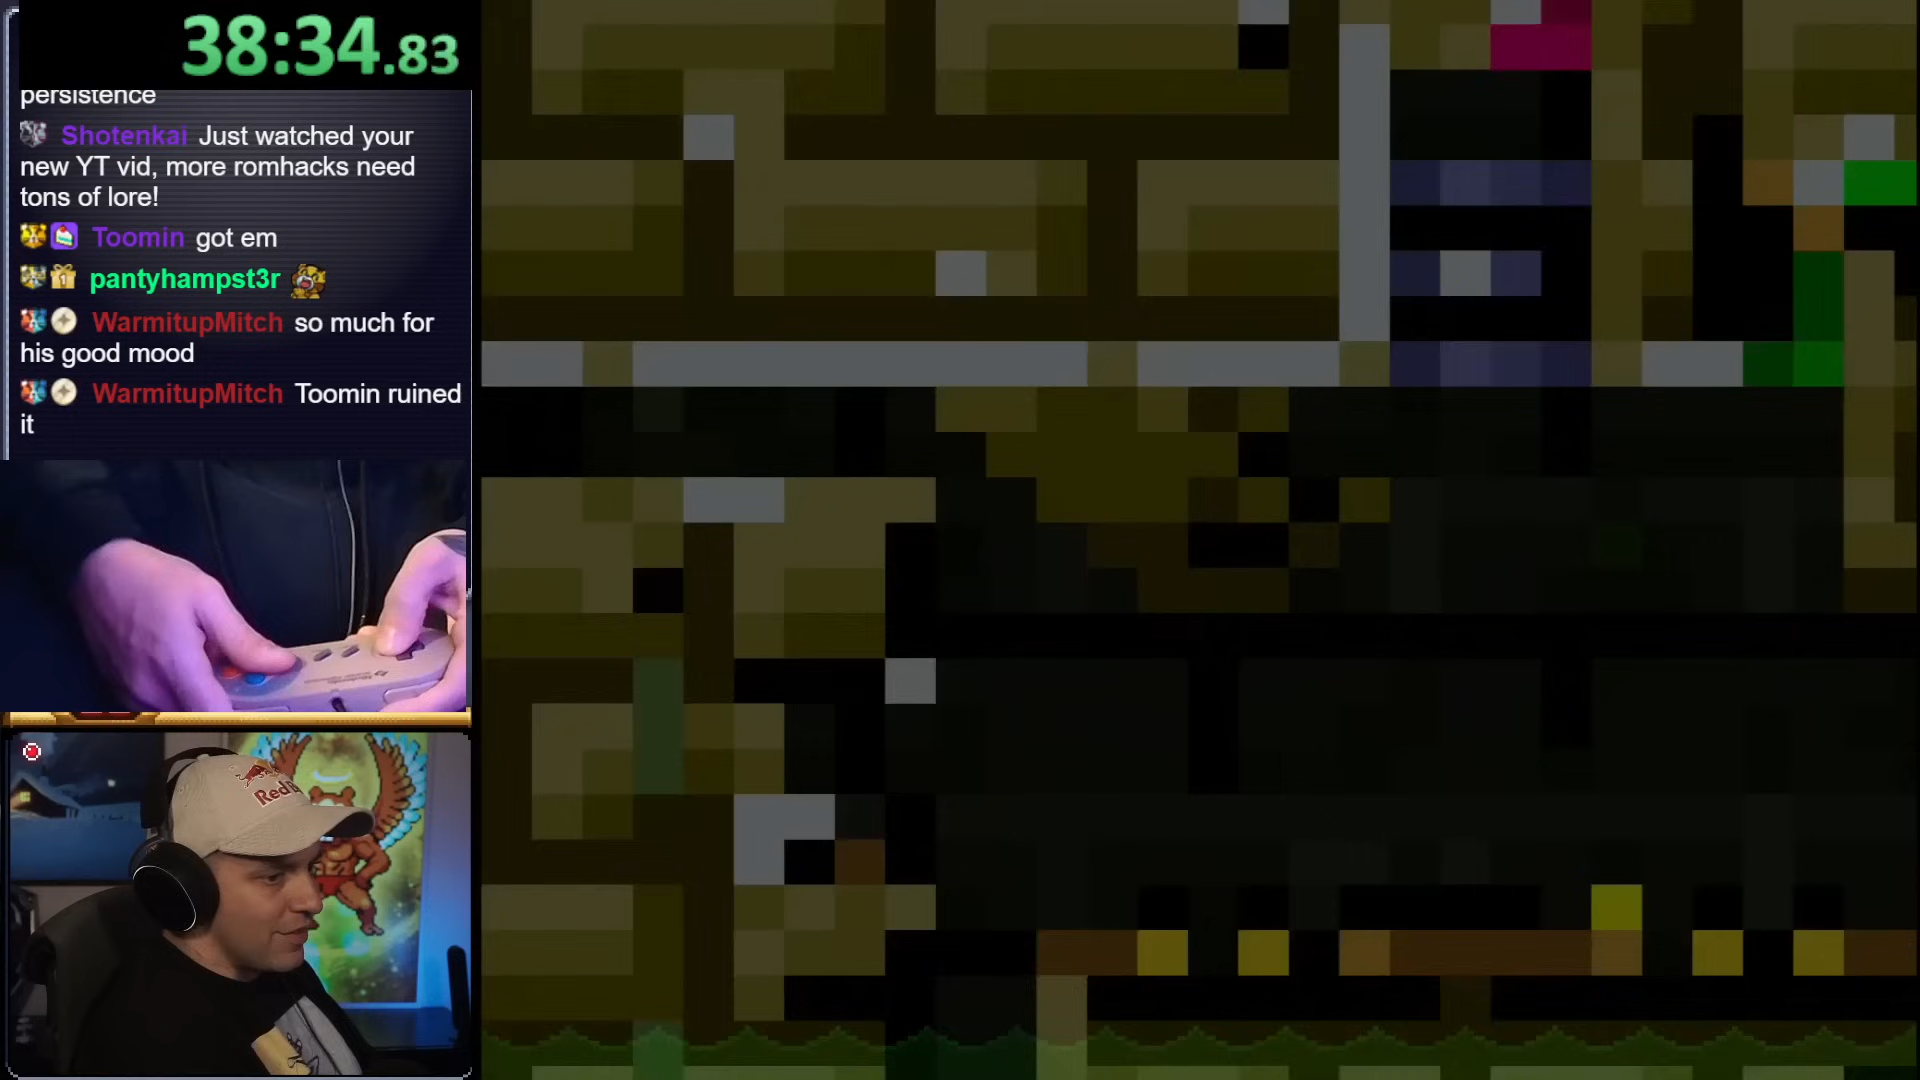 38:34.83
persistence
Shotenkai Just watched your
new YT vid, more romhacks need
tons of lore!
Toomin got em
pantyhampst3r
WarmitupMitch so much for
his good mood
WarmitupMitch Toomin ruined
it
Red B